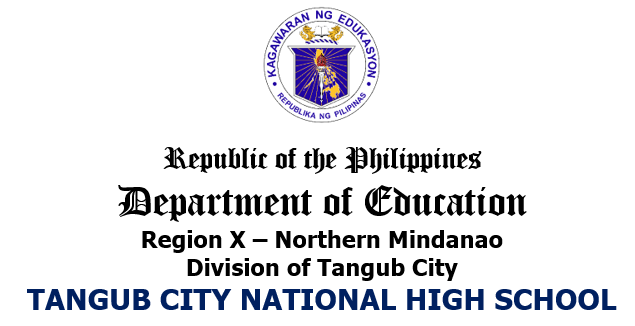 KAGAWARAN NG EDUKASYON
REPUBLIKA NG PILIPINAS
Republic of the Philippines
Department of Education
Region X – Northern Mindanao
Division of Tangub City
TANGUB CITY NATIONAL HIGH SCHOOL